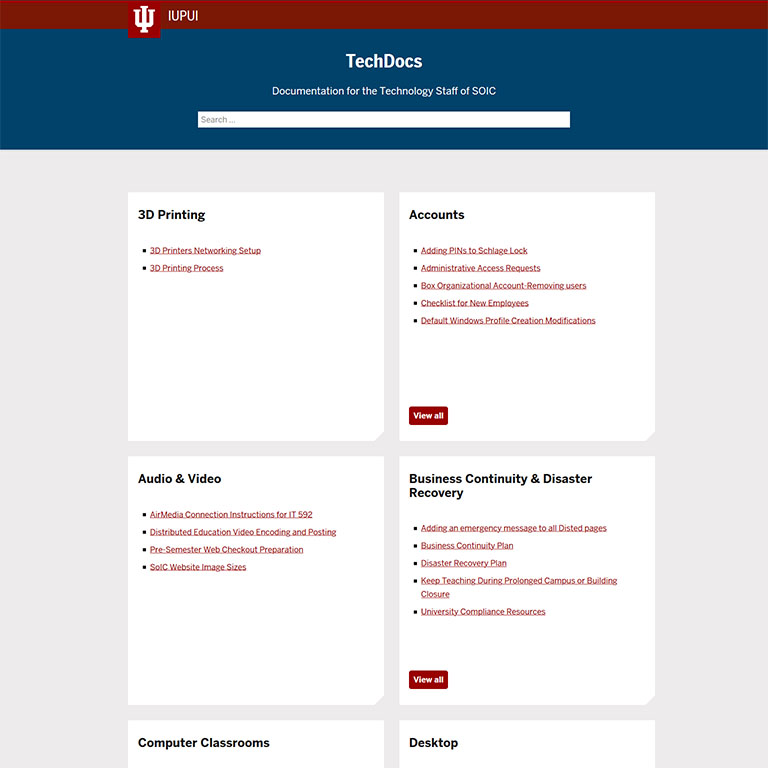 IUPUI
TechDocs
Documentation for the Technology Staff of SOIC
Search ...
3D Printing
3D Printers Networking Setup
3D Printing Process
Accounts
Adding PINs to Schlage Lock
Administrative Access Requests
Box Organizational Account-Removing users
Checklist for New Employees
Default Windows Profile Creation Modifications
View all
Audio & Video
AirMedia Connection Instructions for IT 592
Distributed Education Video Encoding and Posting
Pre-Semester Web Checkout Preparation
SoIC Website Image Sizes
Business Continuity & Disaster
Recovery
Adding an emergency message to all Disted pages
Business Continuity Plan
Disaster Recovery Plan
Keep Teaching During Prolonged Campus or Building
Closure
University Compliance Resources
View all
Computer Classrooms
Desktop